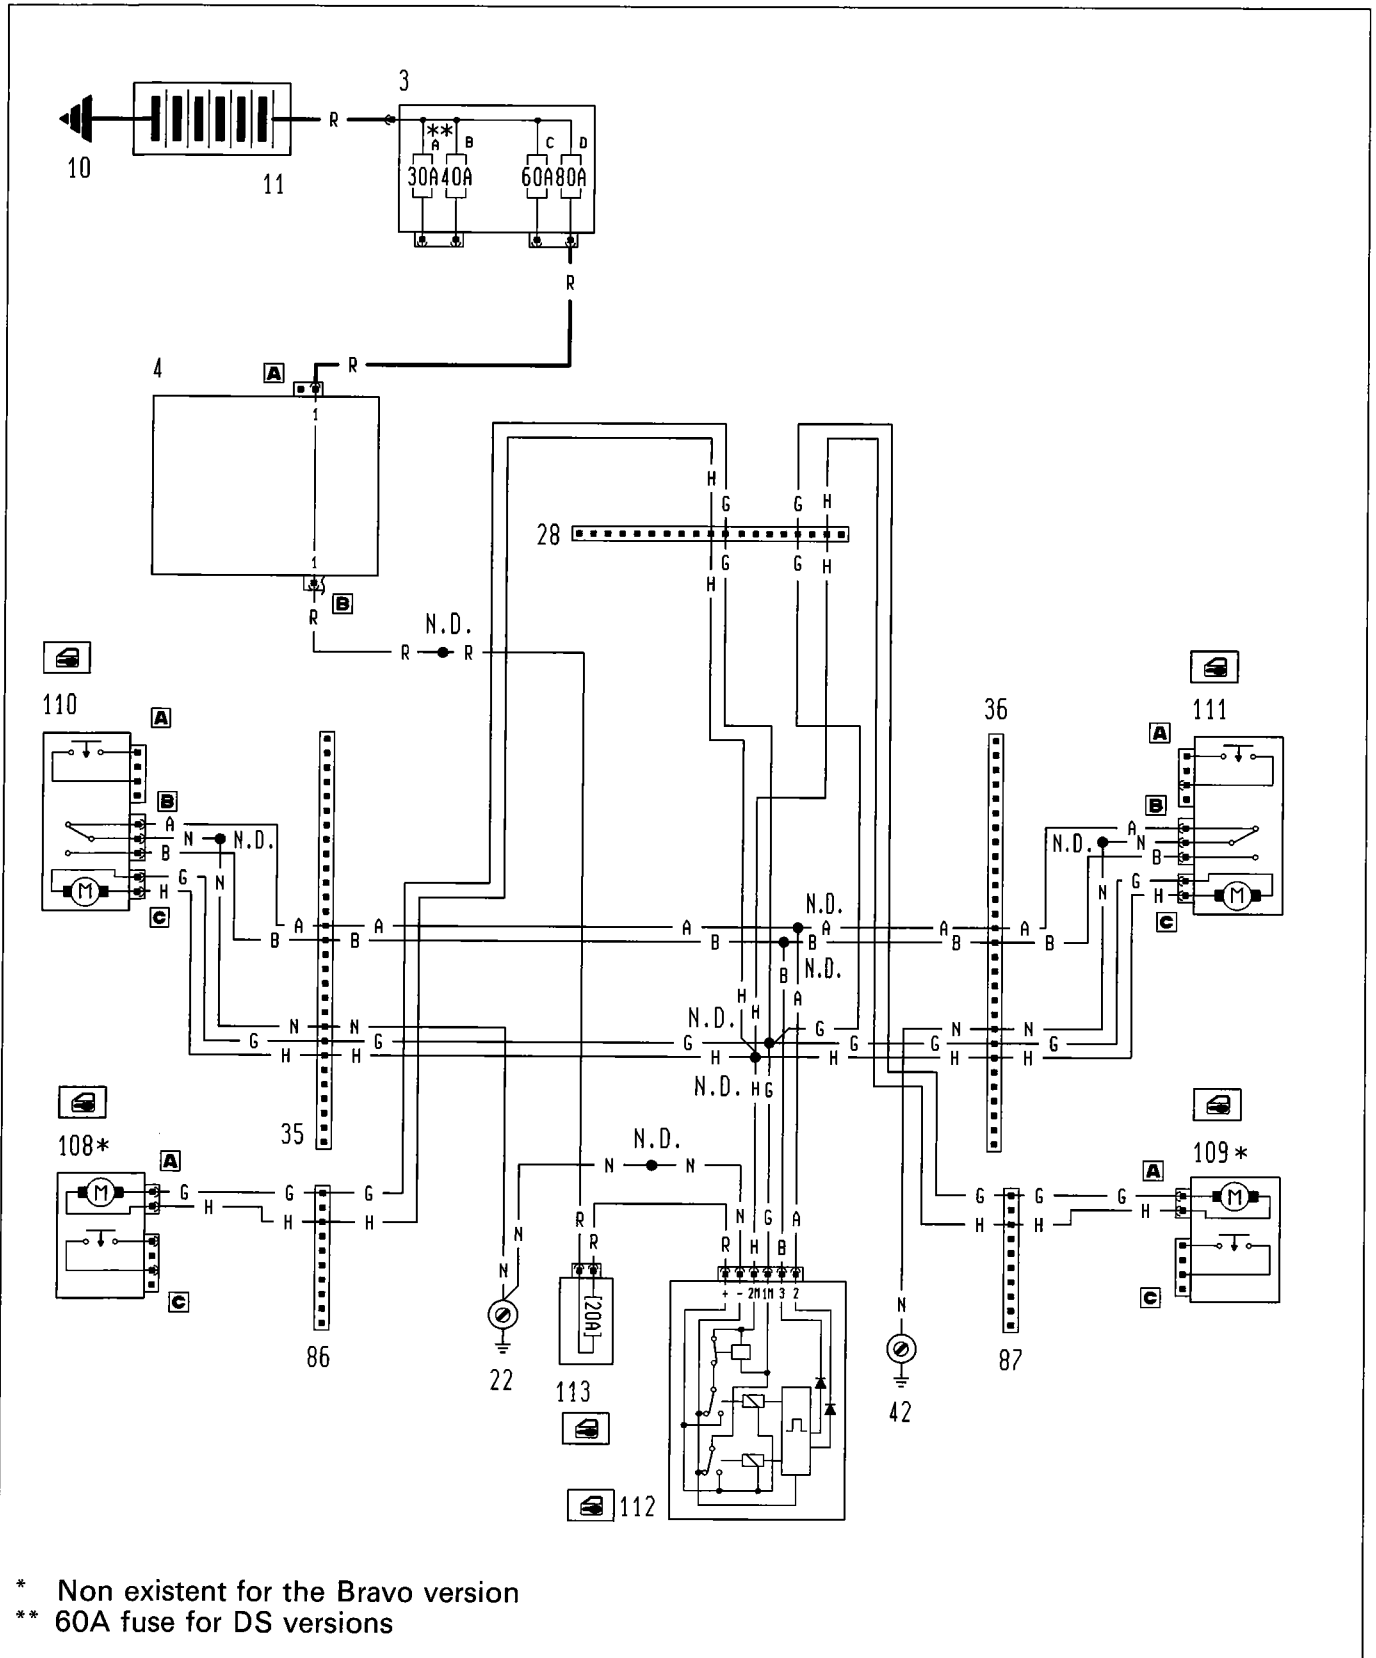 3
R
**
A B C D
30A 40A 60A 80A
10
11
R
4
A
R
1
H
G G H
28
1
G G H
H
B
R
N.D.
R R
110
36
111
A
A
B
B
A
N N.D.
B
A
N.D. N
B
G N
H
G
N H
C
C
N.D.
A A A A A A
B B B B B B
B N.D.
A
H
H
N.D.
N N G N N
G G G G G G
H H H H H H
N.D. H G
108*
35
N.D.
109*
A
A
N N
G G G
G G G
H
H
H H
H H
R N G A
N
R R H B
N
C
C
+ - 2M 1M 3 2
N
[20A]
86
22
113
87
42
112
M
M
M
M
* Non existent for the Bravo version
** 60A fuse for DS versions